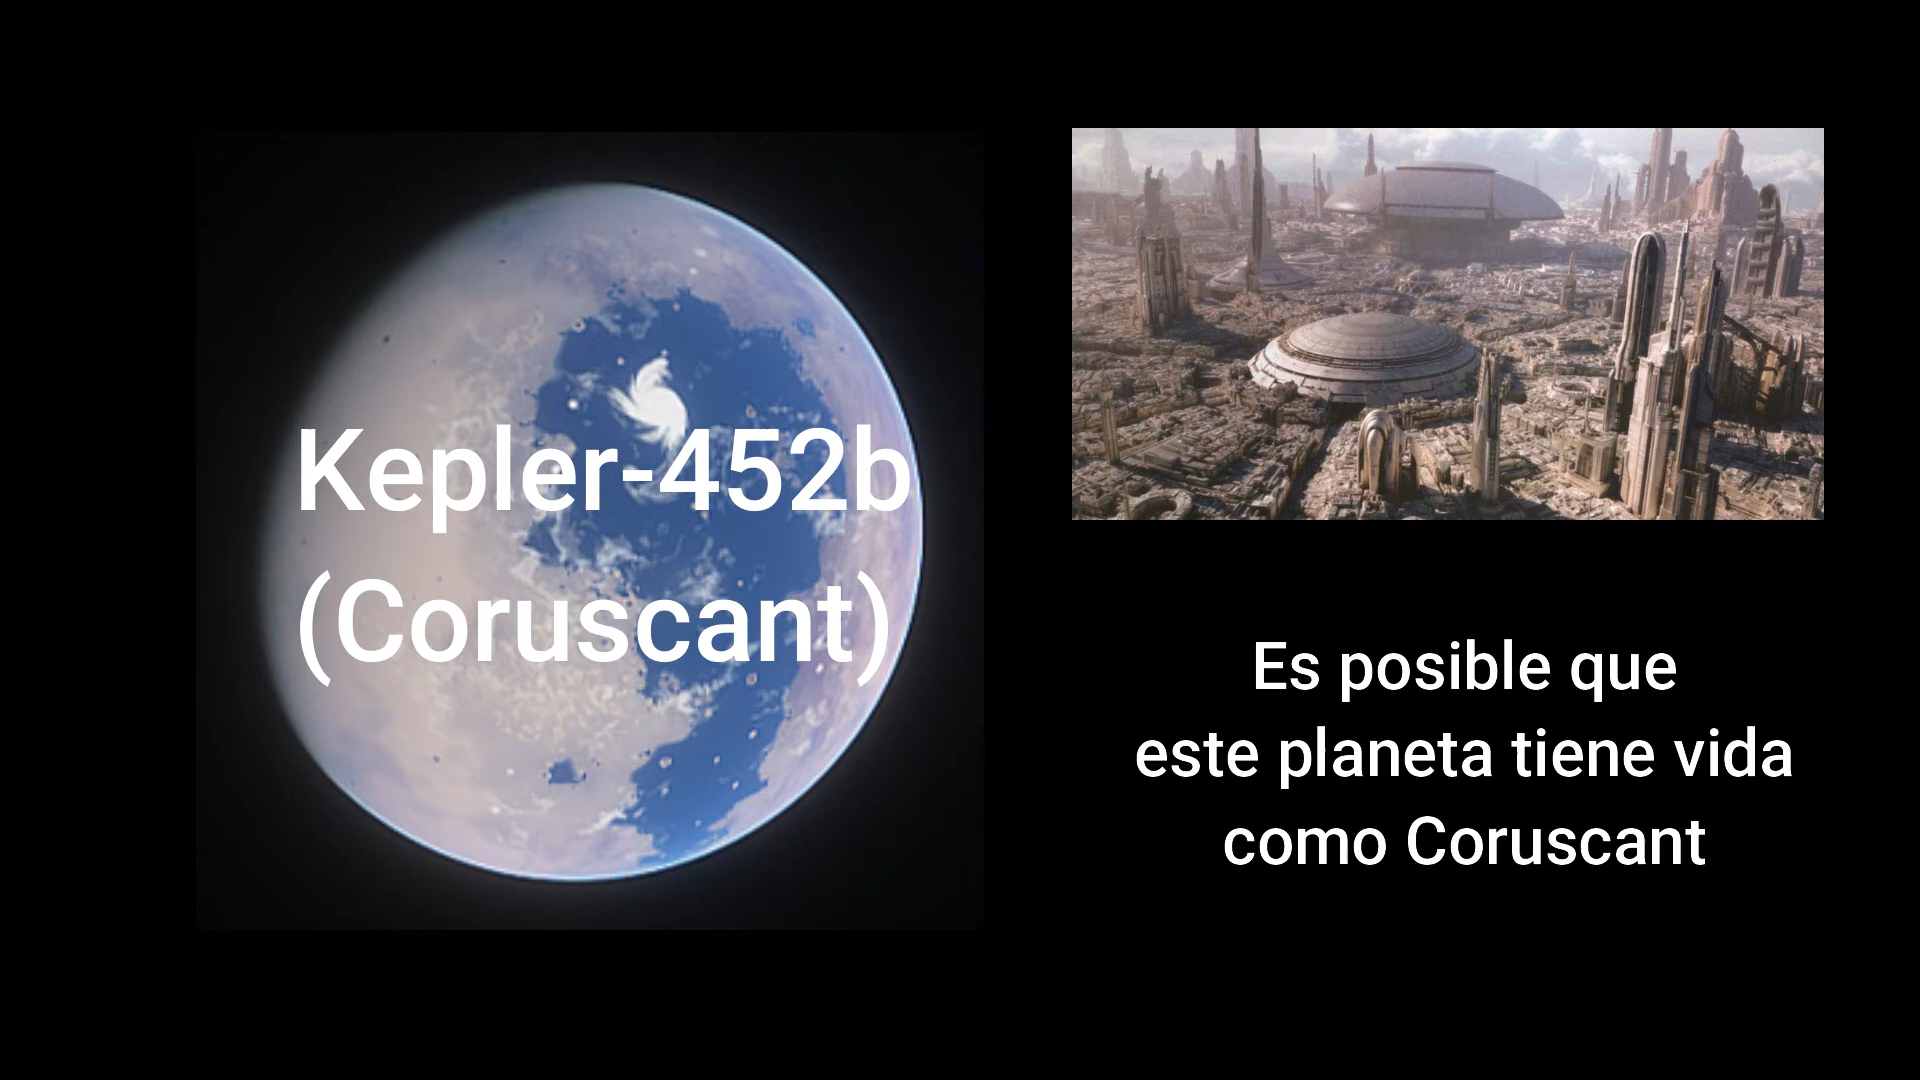 Kepler-452b
(Coruscant)
Es posible que
este planeta tiene vida
como Coruscant